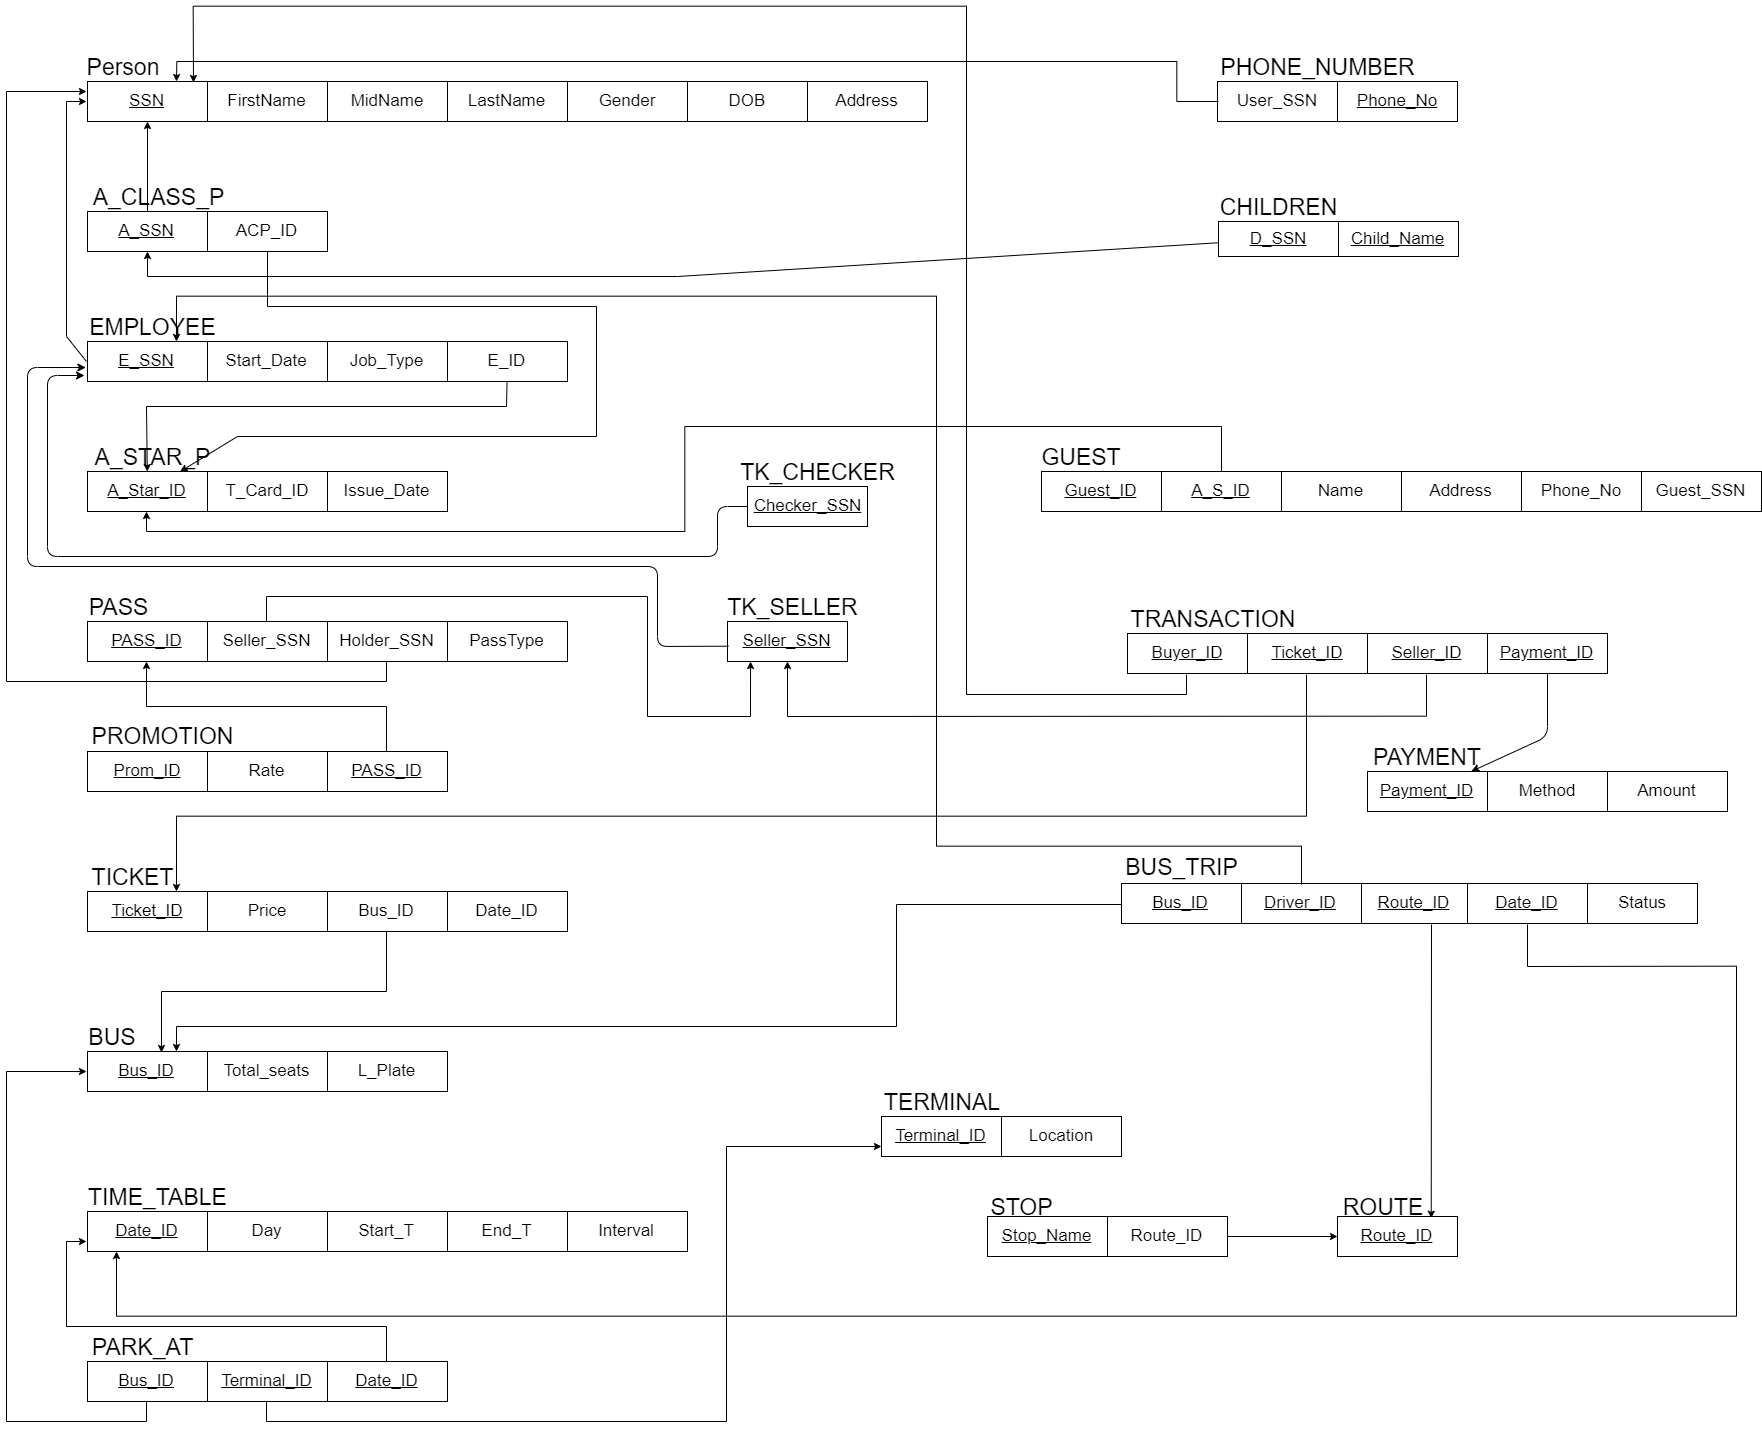 Person
SSN FirstName MidName LastName Gender DOB Address
PHONE_NUMBER
User_SSN Phone_No
A_CLASS_P
A_SSN ACP_ID
CHILDREN
D_SSN Child_Name
EMPLOYEE
E_SSN Start_Date Job_Type E_ID
A_STAR_P
A_Star_ID T_Card_ID Issue_Date
TK_CHECKER
Checker_SSN
GUEST
Guest_ID A_S_ID Name Address Phone_No Guest_SSN
PASS
PASS_ID Seller_SSN Holder_SSN PassType
TK_SELLER
Seller_SSN
TRANSACTION
Buyer_ID Ticket_ID Seller_ID Payment_ID
PROMOTION
Prom_ID Rate PASS_ID
PAYMENT
Payment_ID Method Amount
TICKET
Ticket_ID Price Bus_ID Date_ID
BUS_TRIP
Bus_ID Driver_ID Route_ID Date_ID Status
BUS
Bus_ID Total_seats L_Plate
TERMINAL
Terminal_ID Location
TIME_TABLE
Date_ID Day Start_T End_T Interval
STOP
Stop_Name Route_ID
ROUTE
Route_ID
PARK_AT
Bus_ID Terminal_ID Date_ID